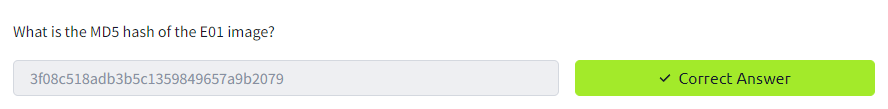 What is the MD5 hash of the E01 image?
3f08c518adb3b5c1359849657a9b2079
Correct Answer